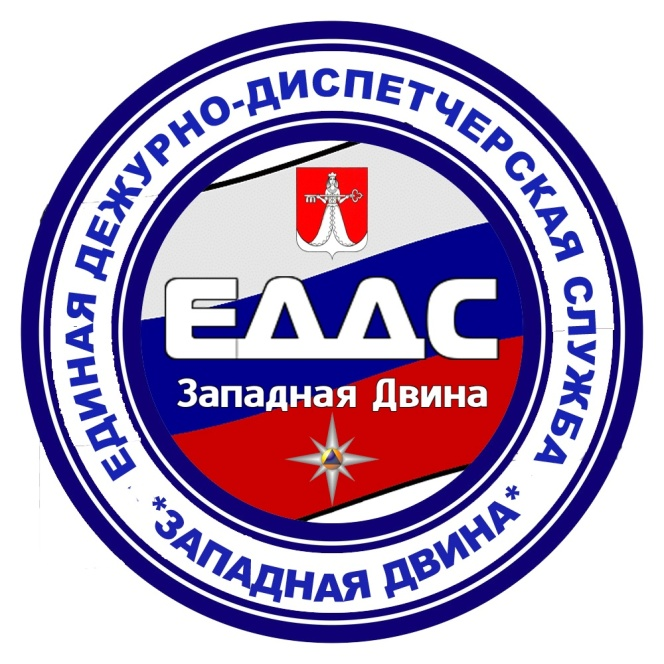 ЕДИНАЯ ДЕЖУРНО-ДИСПЕТЧЕРСКАЯ СЛУЖБА
ЕДДС
Западная Двина
*ЗАПАДНАЯ ДВИНА*